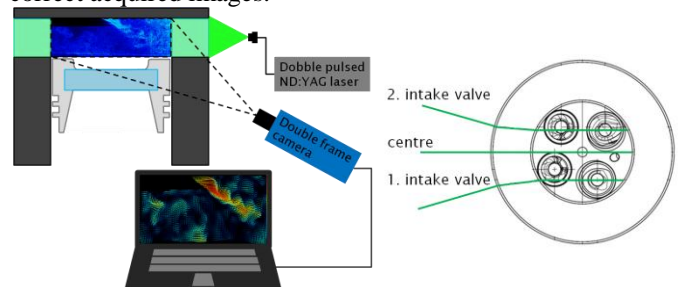 correct acquired images.
Dobble pulsed
ND:YAG laser
Double frame
camera
2. intake valve
centre
1. intake valve